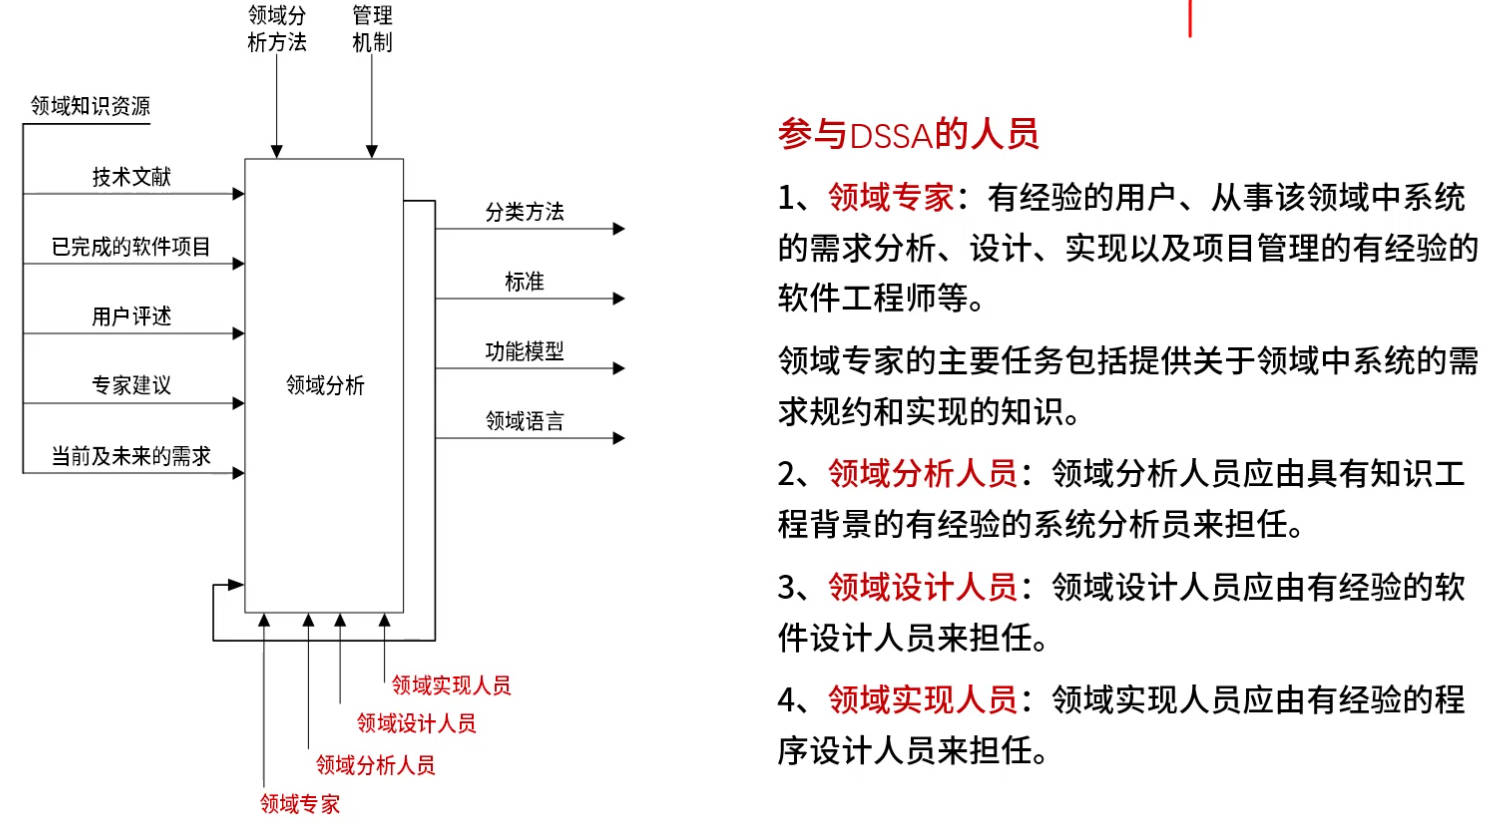 领域分
析方法
管理
机制
领域知识资源
技术文献
已完成的软件项目
用户评述
专家建议
当前及未来的需求
领域分析
分类方法
标准
功能模型
领域语言
领域实现人员
领域设计人员
领域分析人员
领域专家
参与DSSA的人员
1、领域专家：有经验的用户、从事该领域中系统
的需求分析、设计、实现以及项目管理的有经验的
软件工程师等。
领域专家的主要任务包括提供关于领域中系统的需
求规约和实现的知识。
2、领域分析人员：领域分析人员应由具有知识工
程背景的有经验的系统分析员来担任。
3、领域设计人员：领域设计人员应由有经验的软
件设计人员来担任。
4、领域实现人员：领域实现人员应由有经验的程
序设计人员来担任。